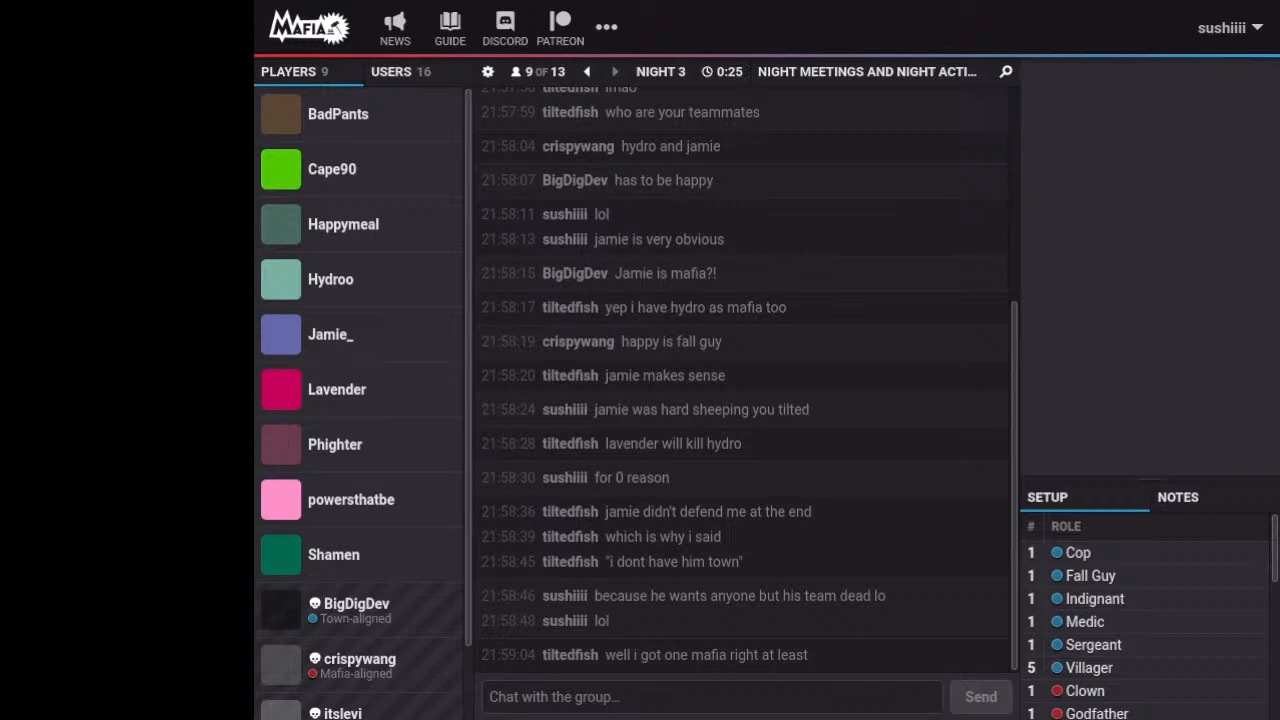 MAFIA
NEWS
GUIDE
DISCORD
PATREON
sushiiii
PLAYERS 9
USERS 16
9 OF 13
NIGHT 3
0:25
NIGHT MEETINGS AND NIGHT ACTI...
BadPants
Cape90
Happymeal
Hydroo
Jamie_
Lavender
Phighter
powersthatbe
Shamen
BigDigDev
Town-aligned
crispywang
Mafia-aligned
itslevi
21:57:56 tiltedfish lmao
21:57:59 tiltedfish who are your teammates
21:58:04 crispywang hydro and jamie
21:58:07 BigDigDev has to be happy
21:58:11 sushiiii lol
21:58:13 sushiiii jamie is very obvious
21:58:15 BigDigDev Jamie is mafia?!
21:58:17 tiltedfish yep i have hydro as mafia too
21:58:19 crispywang happy is fall guy
21:58:20 tiltedfish jamie makes sense
21:58:24 sushiiii jamie was hard sheeping you tilted
21:58:28 tiltedfish lavender will kill hydro
21:58:30 sushiiii for 0 reason
21:58:36 tiltedfish jamie didn't defend me at the end
21:58:39 tiltedfish which is why i said
21:58:45 tiltedfish "i dont have him town"
21:58:46 sushiiii because he wants anyone but his team dead lo
21:58:48 sushiiii lol
21:59:04 tiltedfish well i got one mafia right at least
Chat with the group...
Send
SETUP
NOTES
# ROLE
1 Cop
1 Fall Guy
1 Indignant
1 Medic
1 Sergeant
5 Villager
1 Clown
1 Godfather